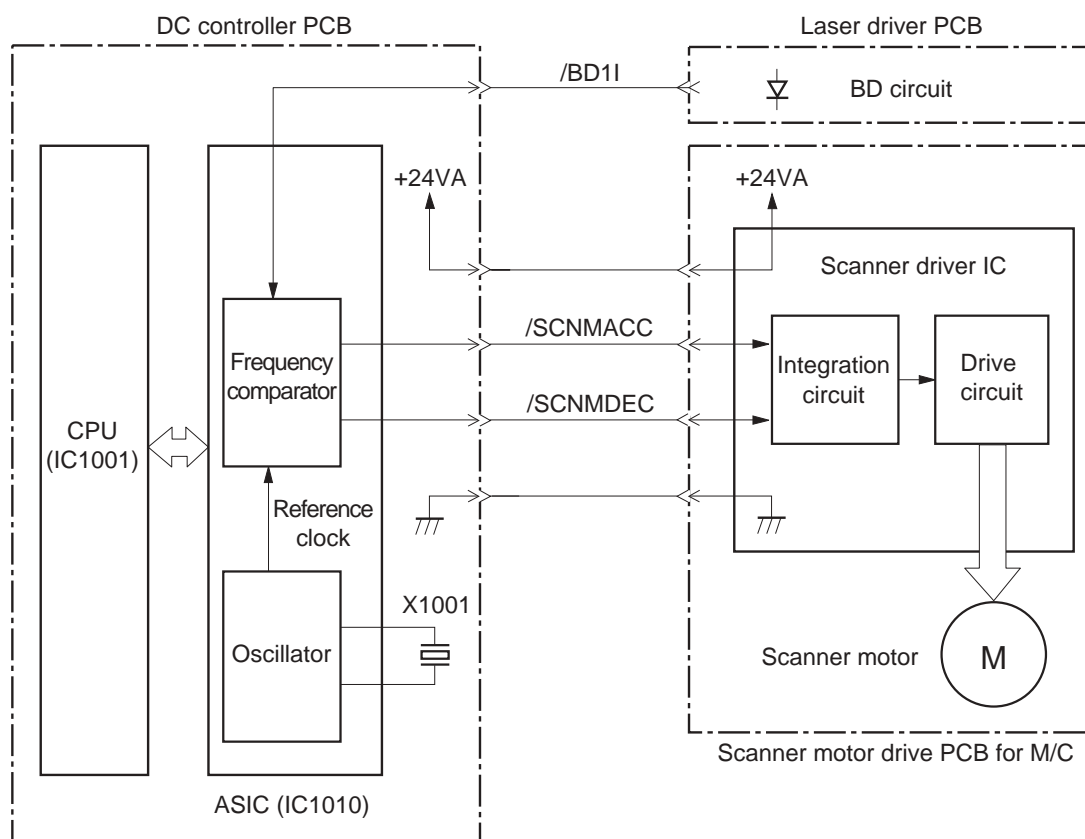 DC controller PCB
Laser driver PCB
/BD1I
BD circuit
+24VA
+24VA
Scanner driver IC
/SCNMACC
Frequency
comparator
Integration
circuit
Drive
circuit
/SCNMDEC
CPU
(IC1001)
Reference
clock
X1001
Oscillator
Scanner motor
M
Scanner motor drive PCB for M/C
ASIC (IC1010)